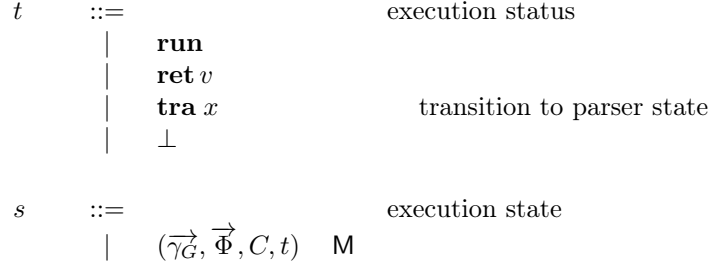 t ::= execution status
| run
| ret v
| tra x transition to parser state
| ⊥
s ::= execution state
| (γ⃗_G, Φ⃗, C, t) M